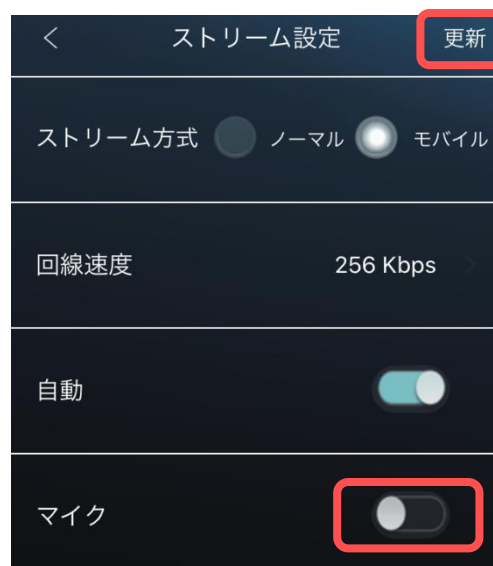 < ストリーム設定 更新
ストリーム方式 ノーマル モバイル
回線速度 256 Kbps >
自動
マイク